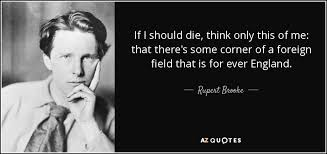 If I should die, think only this of me:
that there's some corner of a foreign
field that is for ever England.
Rupert Brooke
AZ QUOTES